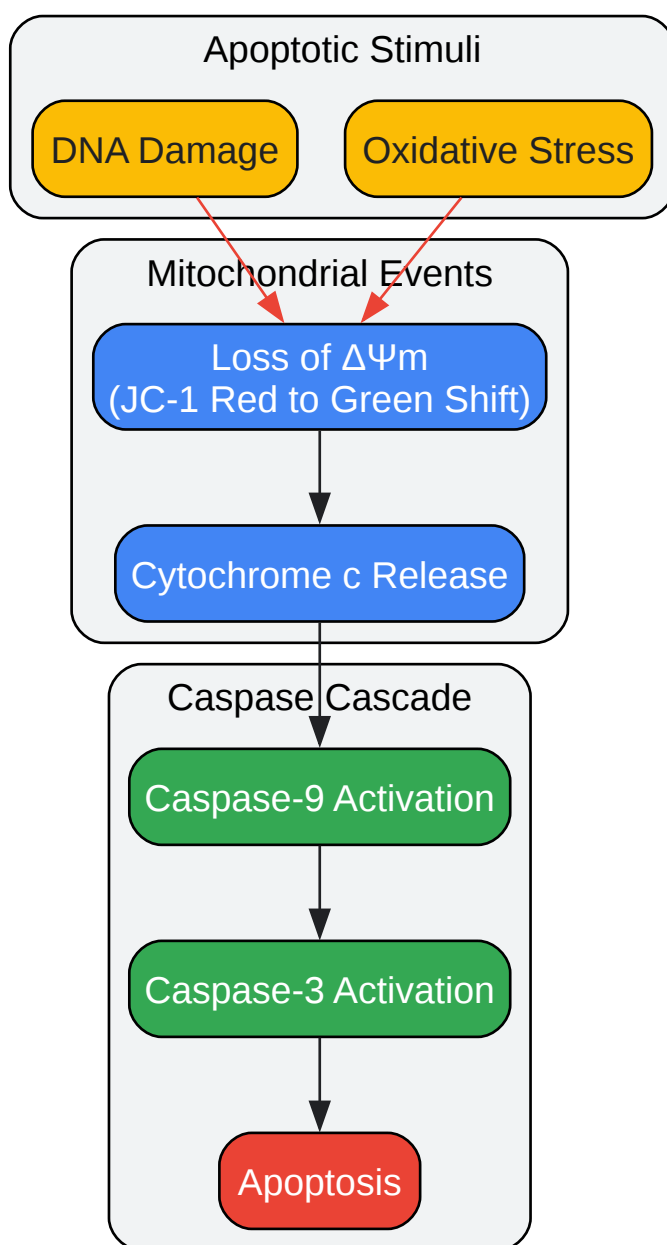 Apoptotic Stimuli
DNA Damage
Oxidative Stress
Mitochondrial Events
Loss of ΔΨm
(JC-1 Red to Green Shift)
Cytochrome c Release
Caspase Cascade
Caspase-9 Activation
Caspase-3 Activation
Apoptosis